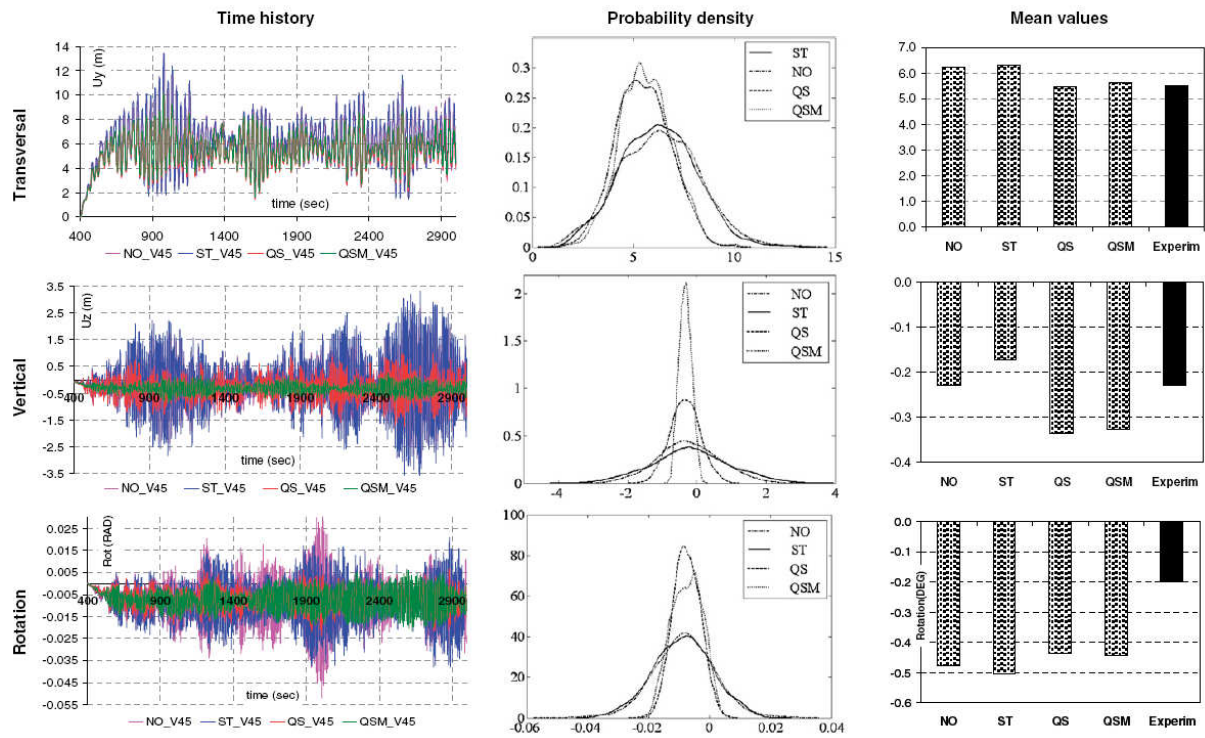 Time history Probability density Mean values
Transversal
Uy (m)
14
12
10
8
6
4
2
0
400 900 1400 1900 2400 2900
time (sec)
NO_V45 ST_V45 QS_V45 QSM_V45
0.3
0.25
0.2
0.15
0.1
0.05
0
0 5 10 15
ST
NO
QS
QSM
7.0
6.0
5.0
4.0
3.0
2.0
1.0
0.0
NO ST QS QSM Experim
Vertical
Uz (m)
3.5
2.5
1.5
0.5
-0.5
-1.5
-2.5
-3.5
400 900 1400 1900 2400 2900
time (sec)
NO_V45 ST_V45 QS_V45 QSM_V45
2
1.5
1
0.5
0
-4 -2 0 2 4
NO
ST
QS
QSM
0.0
-0.1
-0.2
-0.3
-0.4
NO ST QS QSM Experim
Rotation
Rot (RAD)
0.025
0.015
0.005
-0.005
-0.015
-0.025
-0.035
-0.045
-0.055
400 900 1400 1900 2400 2900
time (sec)
NO_V45 ST_V45 QS_V45 QSM_V45
100
80
60
40
20
0
-0.06 -0.04 -0.02 0 0.02 0.04
NO
ST
QS
QSM
Rotation(DEG)
0.0
-0.1
-0.2
-0.3
-0.4
-0.5
-0.6
NO ST QS QSM Experim